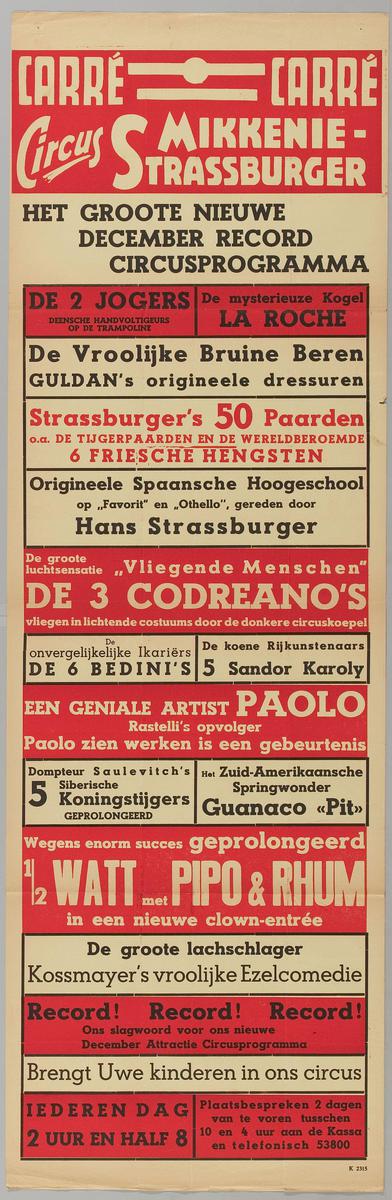 CARRÉ CARRÉ
Circus MIKKENIE-
STRASSBURGER
HET GROOTE NIEUWE
DECEMBER RECORD
CIRCUSPROGRAMMA
DE 2 JOGERS
DEENSCHE HANDVOLTIGEURS
OP DE TRAMPOLINE
De mysterieuze Kogel
LA ROCHE
De Vroolijke Bruine Beren
GULDAN's origineele dressuren
Strassburger's 50 Paarden
o.a. DE TIJGERPAARDEN EN DE WERELDBEROEMDE
6 FRIESCHE HENGSTEN
Origineele Spaansche Hoogeschool
op „Favorit" en „Othello", gereden door
Hans Strassburger
De groote
luchtsensatie „Vliegende Menschen"
DE 3 CODREANO'S
vliegen in lichtende costuums door de donkere circuskoepel
De
onvergelijkelijke Ikariërs
DE 6 BEDINI'S
De koene Rijkunstenaars
5 Sandor Karoly
EEN GENIALE ARTIST PAOLO
Rastelli's opvolger
Paolo zien werken is een gebeurtenis
Dompteur Saulevitch's
5 Siberische
Koningstijgers
GEPROLONGEERD
Het Zuid-Amerikaansche
Springwonder
Guanaco «Pit»
Wegens enorm succes geprolongeerd
1/2 WATT met PIPO & RHUM
in een nieuwe clown-entrée
De groote lachschlager
Kossmayer's vroolijke Ezelcomedie
Record! Record! Record!
Ons slagwoord voor ons nieuwe
December Attractie Circusprogramma
Brengt Uwe kinderen in ons circus
IEDEREN DAG
2 UUR EN HALF 8
Plaatsbespreken 2 dagen
van te voren tusschen
10 en 4 uur aan de Kassa
en telefonisch 53800
K 2315